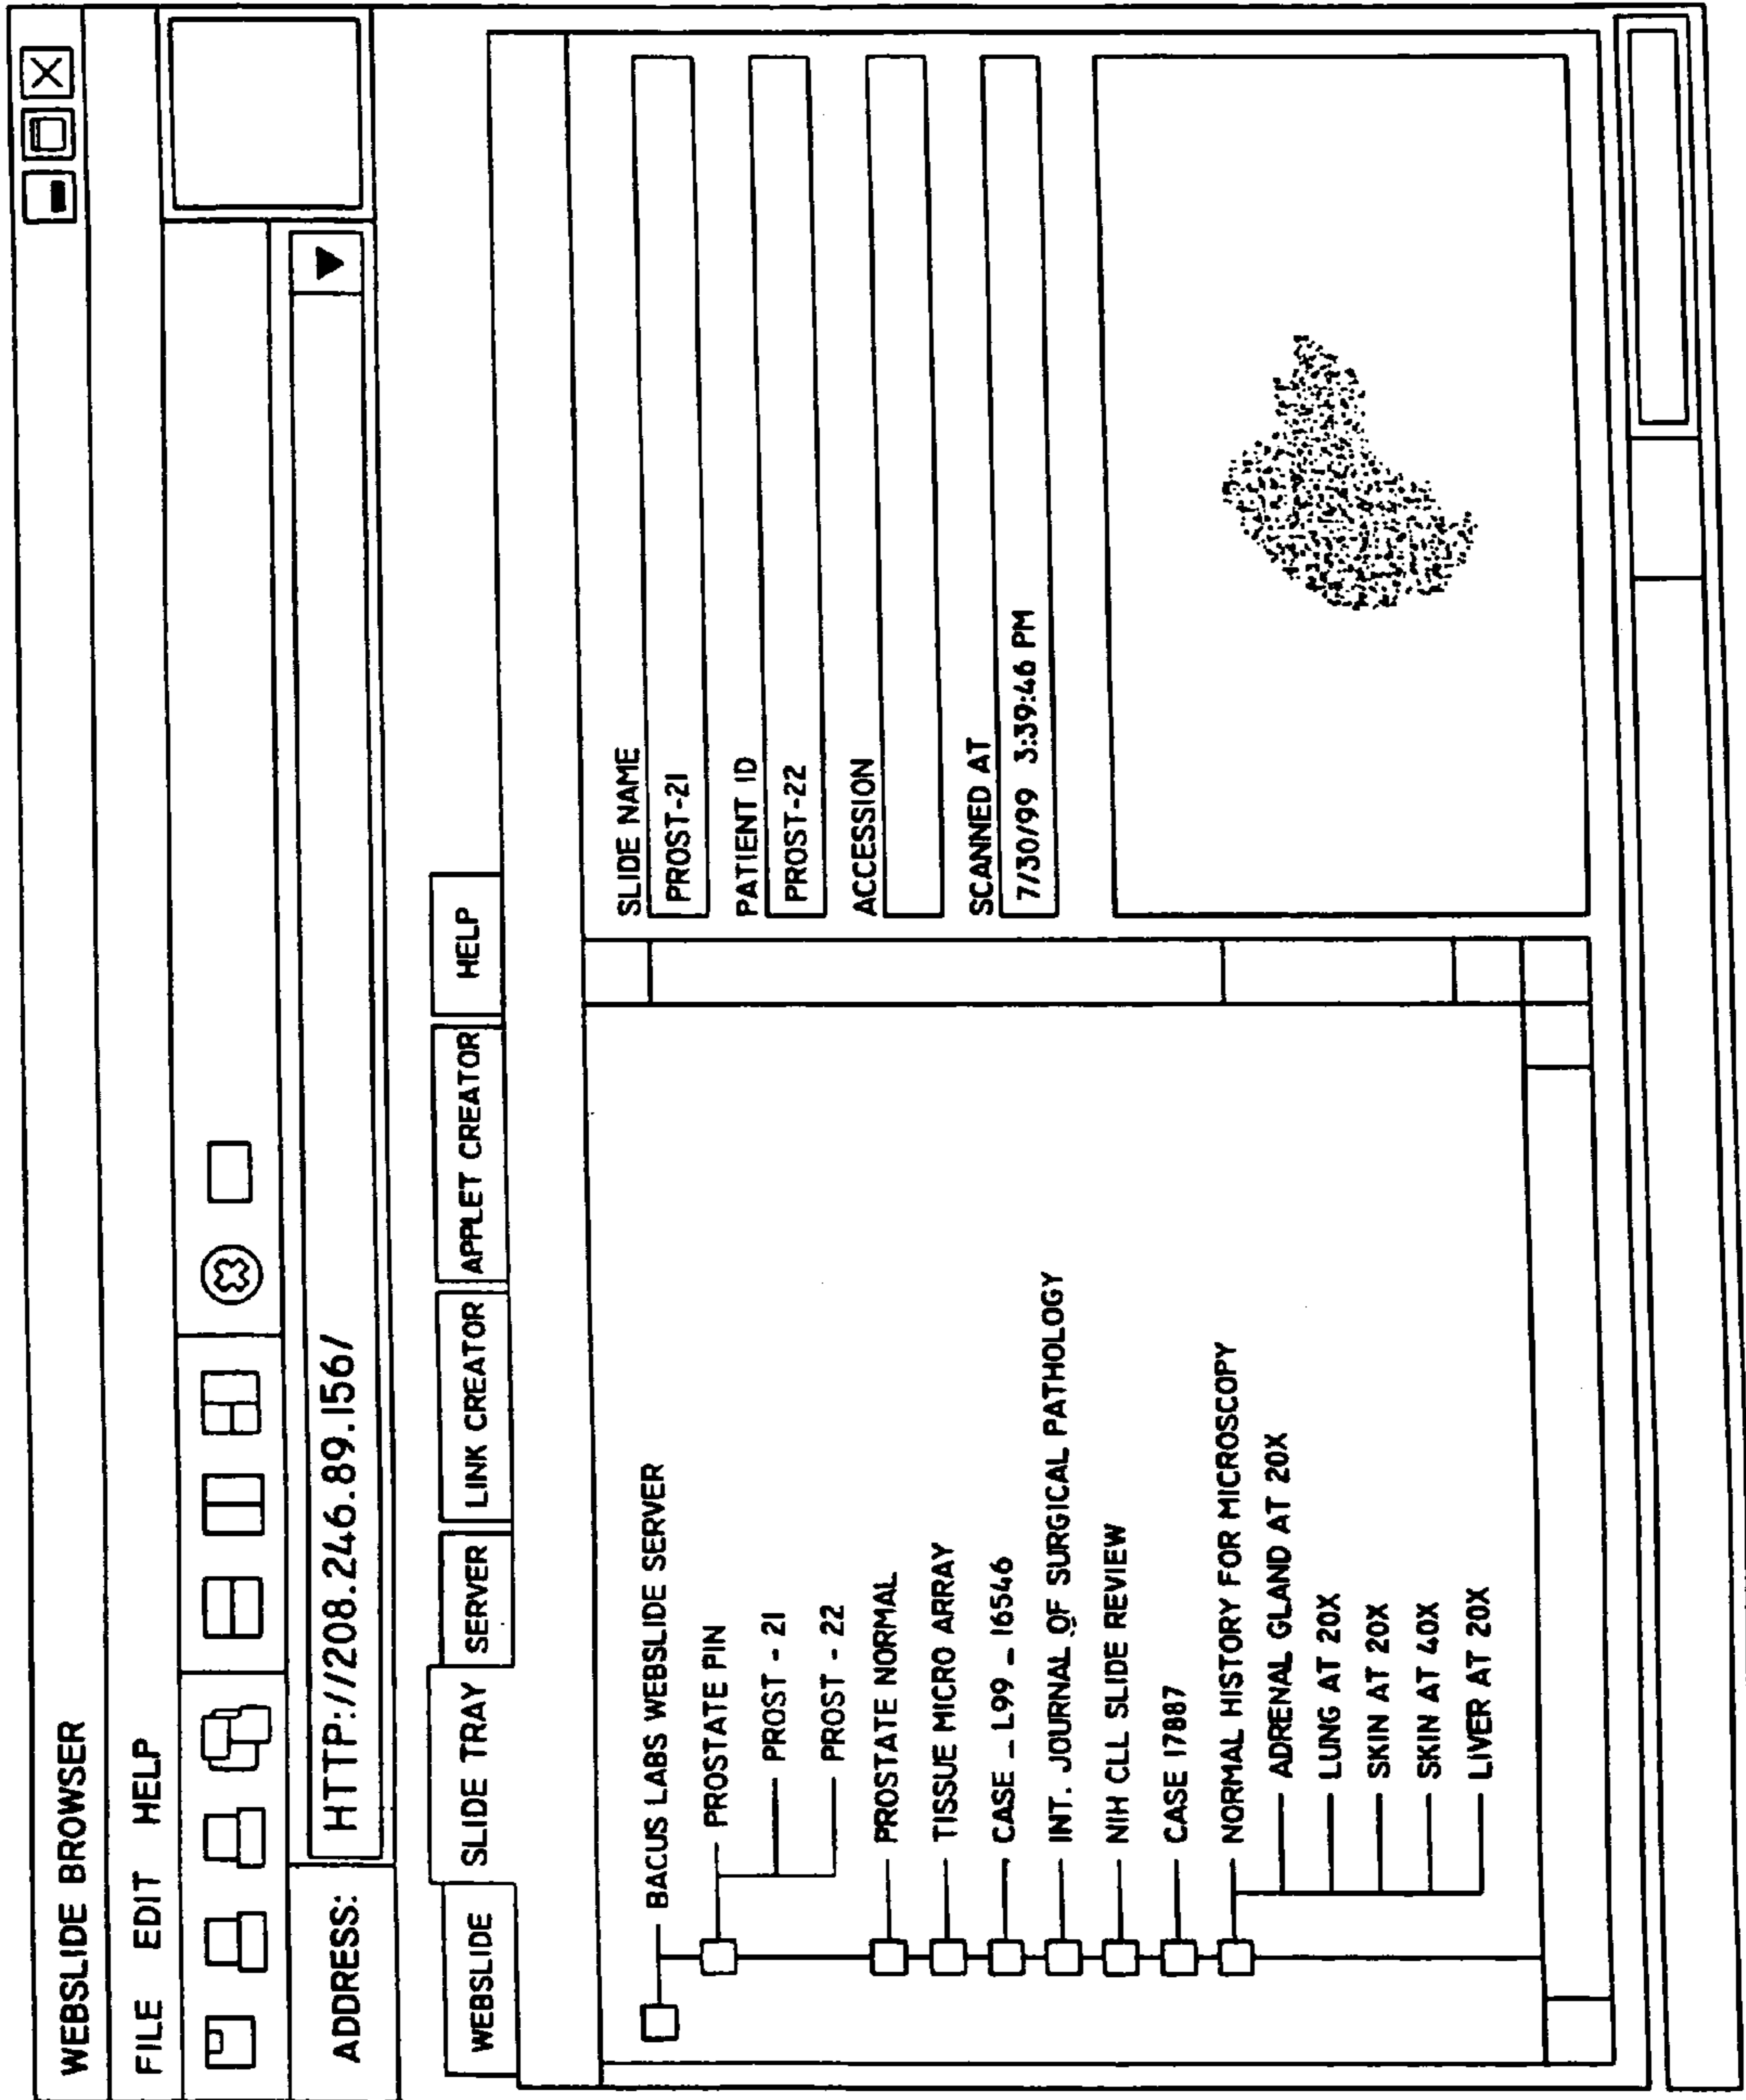 WEBSLIDE BROWSER
FILE EDIT HELP
ADDRESS: HTTP://208.246.89.156/
WEBSLIDE SLIDE TRAY SERVER LINK CREATOR APPLET CREATOR HELP
BACUS LABS WEBSLIDE SERVER
PROSTATE PIN
PROST - 21
PROST - 22
PROSTATE NORMAL
TISSUE MICRO ARRAY
CASE _ L99 _ 16546
INT. JOURNAL OF SURGICAL PATHOLOGY
NIH CLL SLIDE REVIEW
CASE 17887
NORMAL HISTORY FOR MICROSCOPY
ADRENAL GLAND AT 20X
LUNG AT 20X
SKIN AT 20X
SKIN AT 40X
LIVER AT 20X
SLIDE NAME
PROST-21
PATIENT ID
PROST-22
ACCESSION
SCANNED AT
7/30/99 3:39:46 PM